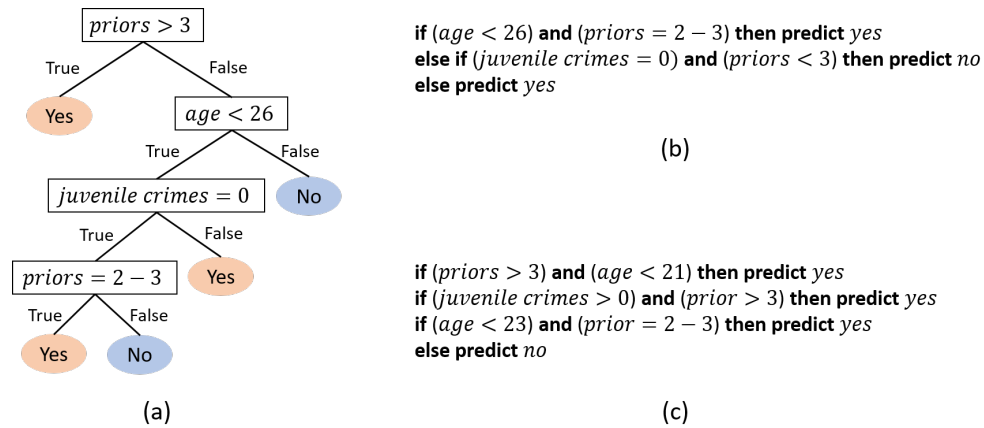 priors > 3
True
False
Yes
age < 26
True
False
juvenile crimes = 0
No
True
False
priors = 2 − 3
Yes
True
False
Yes
No
(a)
if (age < 26) and (priors = 2 − 3) then predict yes
else if (juvenile crimes = 0) and (priors < 3) then predict no
else predict yes
(b)
if (priors > 3) and (age < 21) then predict yes
if (juvenile crimes > 0) and (prior > 3) then predict yes
if (age < 23) and (prior = 2 − 3) then predict yes
else predict no
(c)